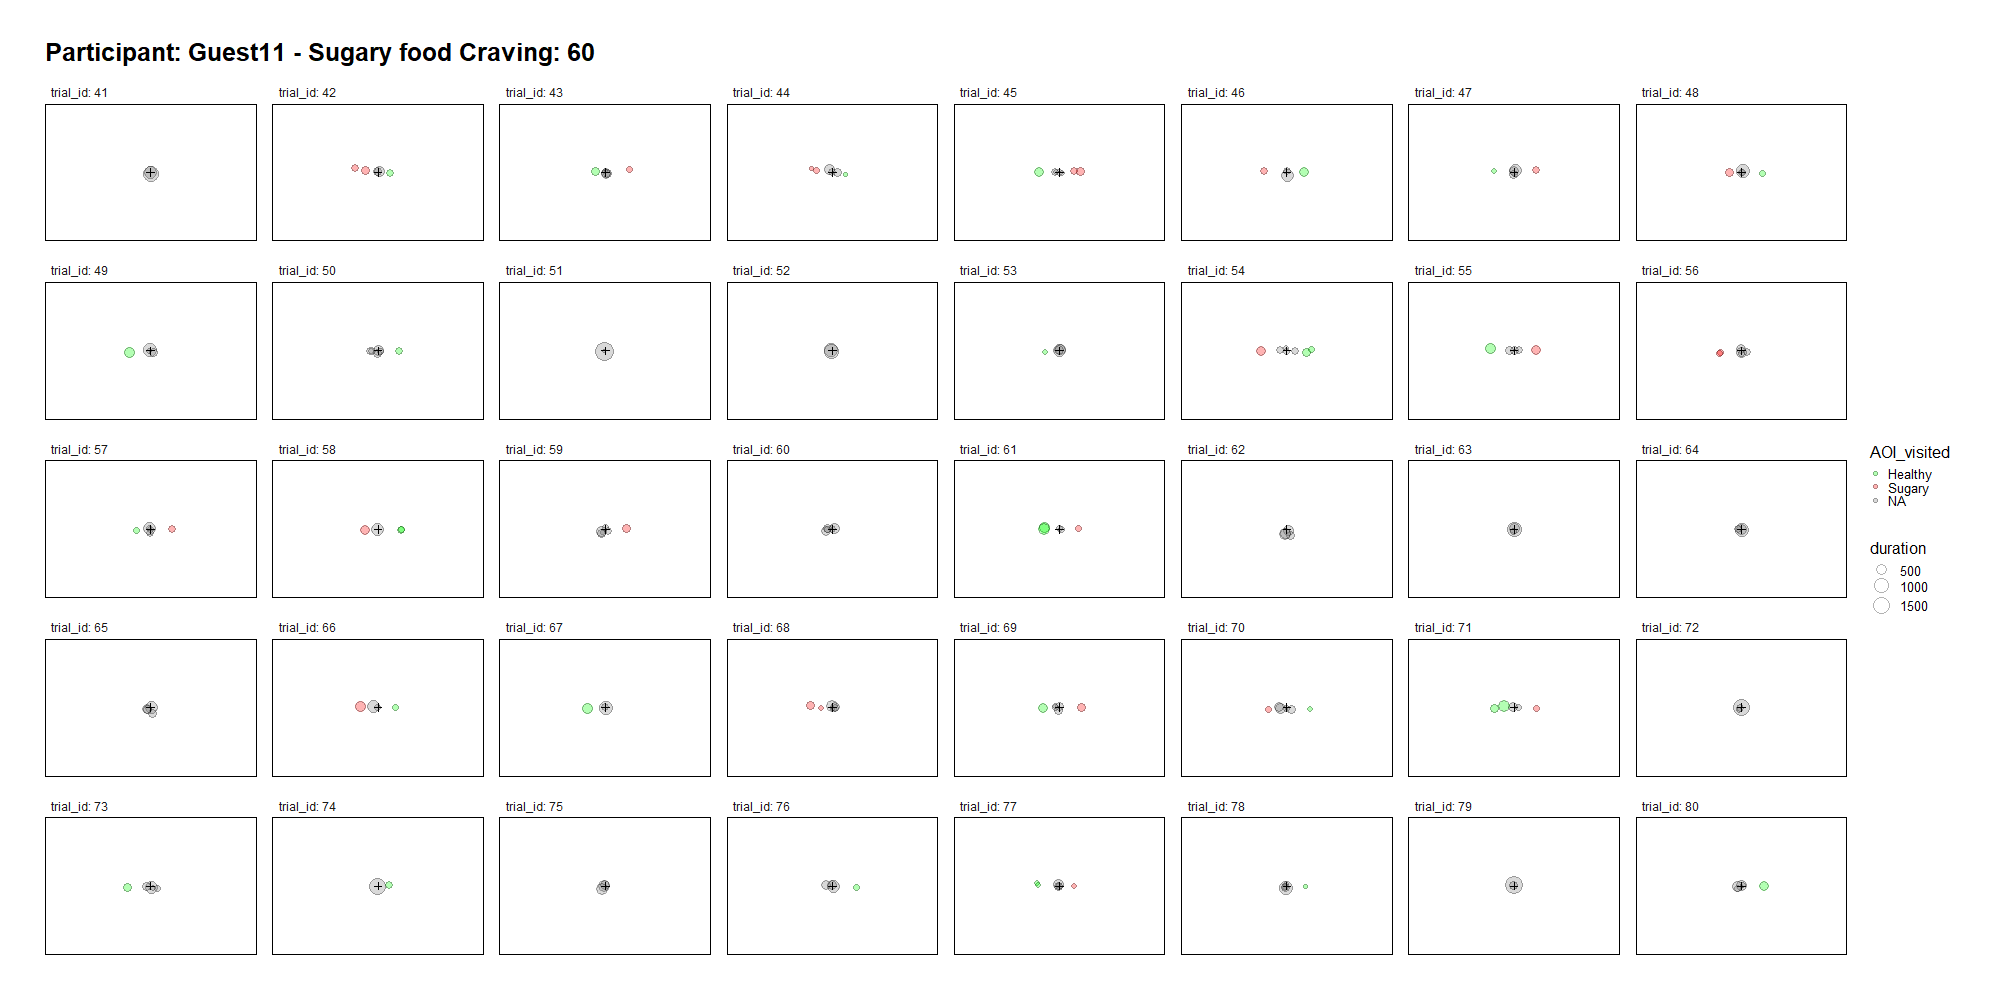 Participant: Guest11 - Sugary food Craving: 60
trial_id: 41
trial_id: 42
trial_id: 43
trial_id: 44
trial_id: 45
trial_id: 46
trial_id: 47
trial_id: 48
trial_id: 49
trial_id: 50
trial_id: 51
trial_id: 52
trial_id: 53
trial_id: 54
trial_id: 55
trial_id: 56
trial_id: 57
trial_id: 58
trial_id: 59
trial_id: 60
trial_id: 61
trial_id: 62
trial_id: 63
trial_id: 64
trial_id: 65
trial_id: 66
trial_id: 67
trial_id: 68
trial_id: 69
trial_id: 70
trial_id: 71
trial_id: 72
trial_id: 73
trial_id: 74
trial_id: 75
trial_id: 76
trial_id: 77
trial_id: 78
trial_id: 79
trial_id: 80
AOI_visited
Healthy
Sugary
NA
duration
500
1000
1500